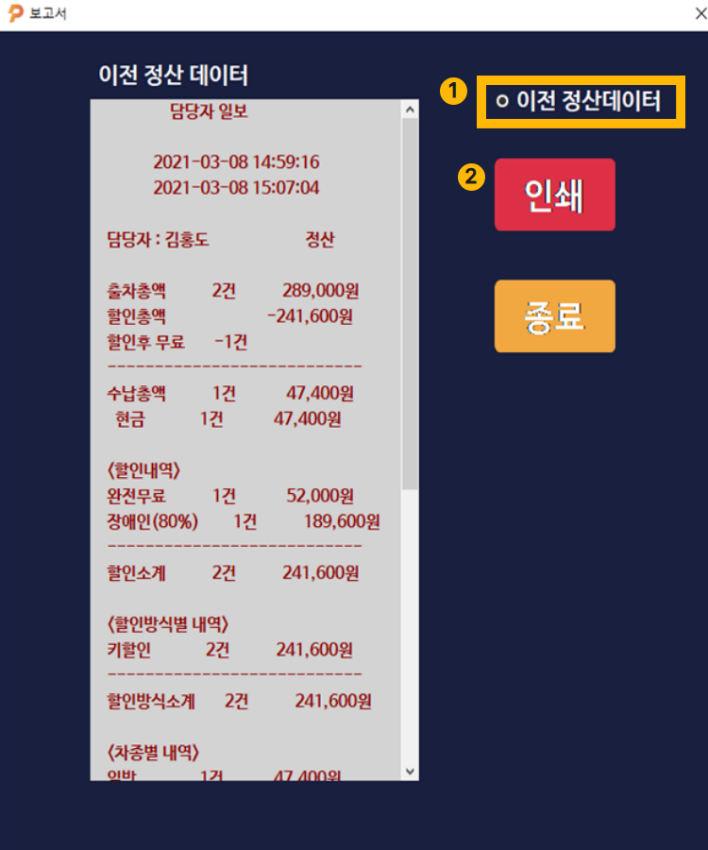 보고서
이전 정산 데이터
담당자 일보
2021-03-08 14:59:16
2021-03-08 15:07:04
담당자 : 김홍도 정산
출차총액 2건 289,000원
할인총액 -241,600원
할인후 무료 -1건
---------------------------
수납총액 1건 47,400원
현금 1건 47,400원
<할인내역>
완전무료 1건 52,000원
장애인(80%) 1건 189,600원
---------------------------
할인소계 2건 241,600원
<할인방식별 내역>
키할인 2건 241,600원
---------------------------
할인방식소계 2건 241,600원
<차종별 내역>
일반 1건 47,400원
1 이전 정산데이터
2 인쇄
종료